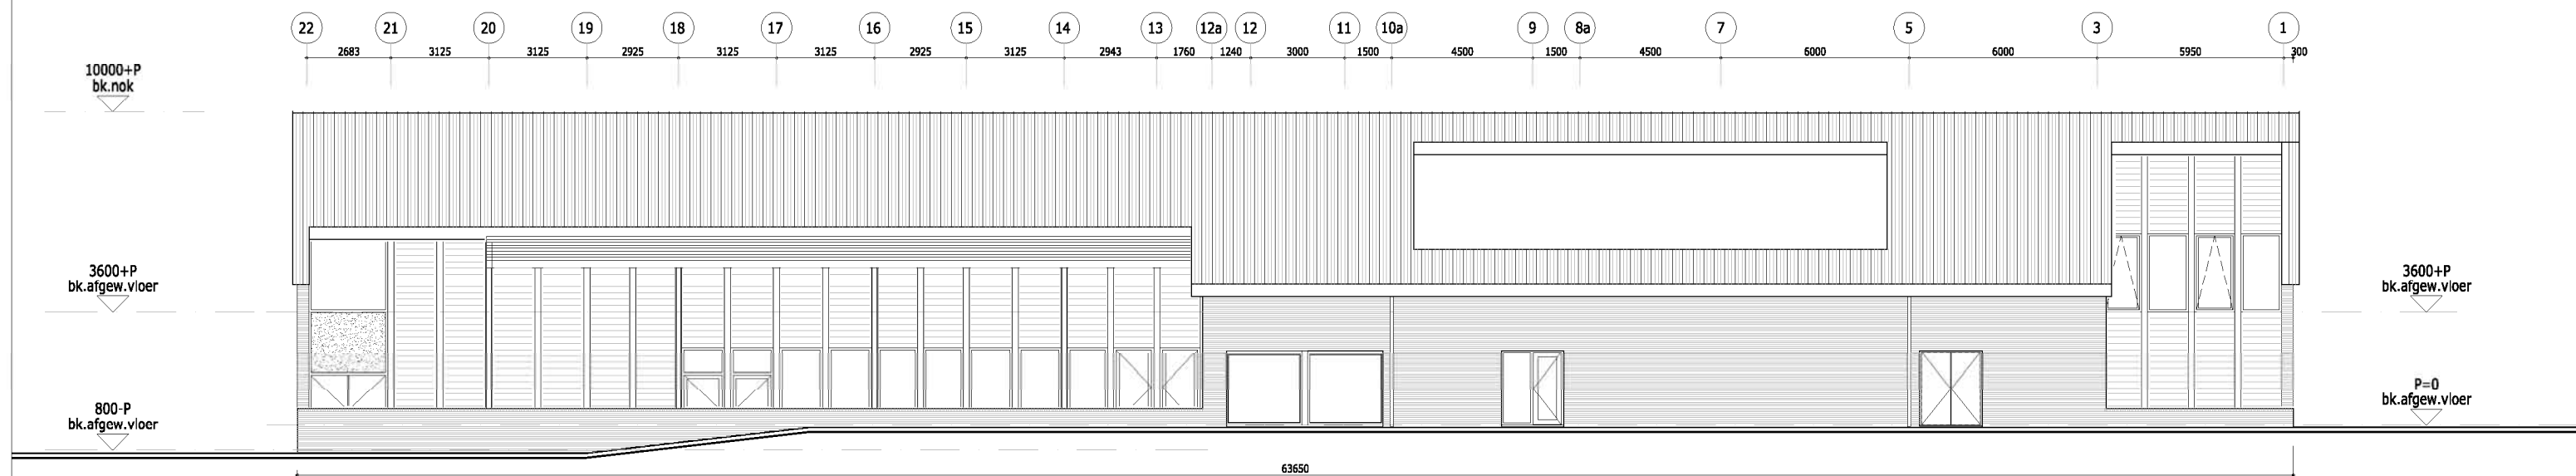 22 21 20 19 18 17 16 15 14 13 12a 12 11 10a 9 8a 7 5 3 1
2683 3125 3125 2925 3125 3125 2925 3125 2943 1760 1240 3000 1500 4500 1500 4500 6000 6000 5950 300
10000+P
bk.nok
3600+P
bk.afgew.vloer
3600+P
bk.afgew.vloer
800-P
bk.afgew.vloer
P=0
bk.afgew.vloer
63650